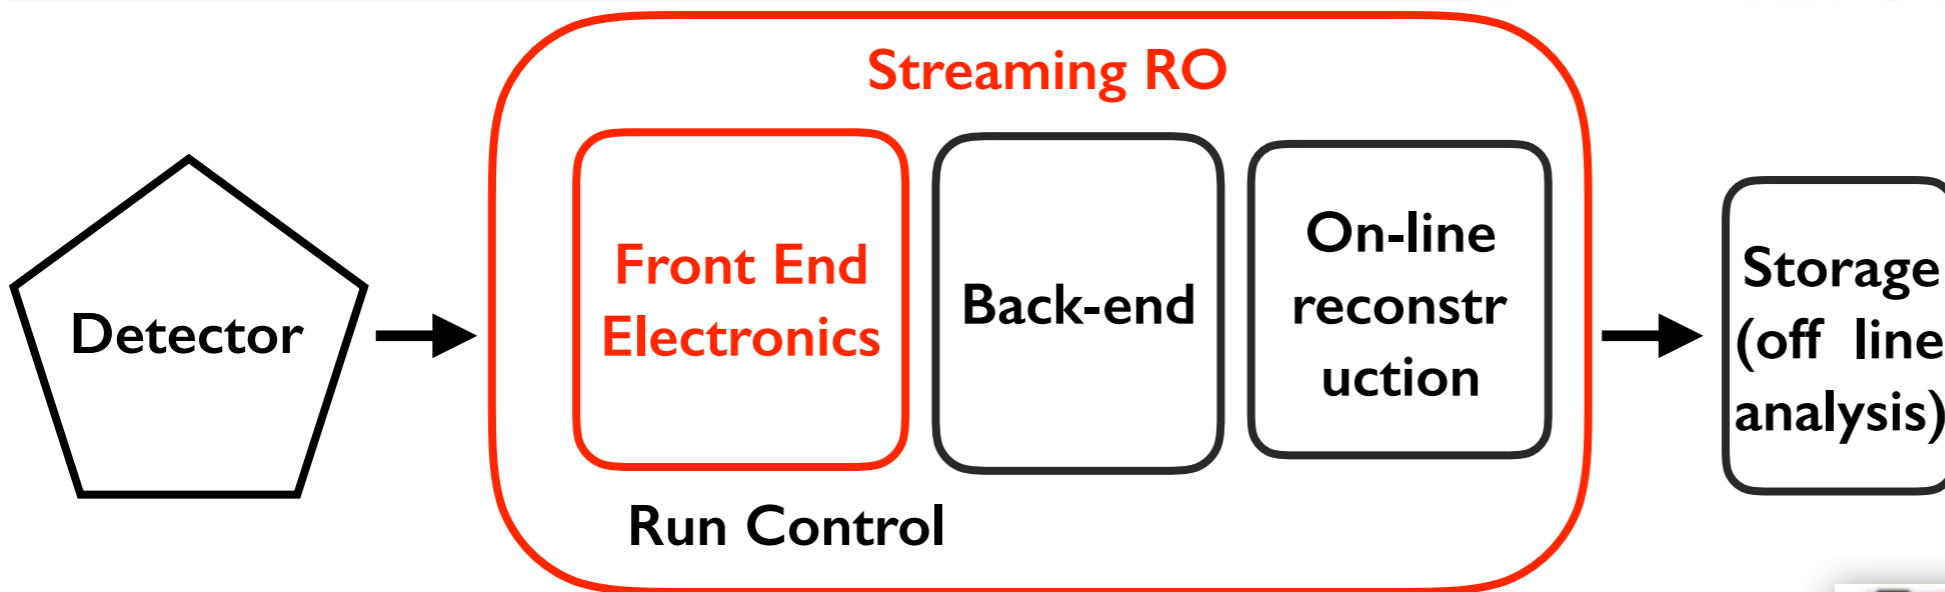 Streaming RO
Detector
Front End
Electronics
Back-end
On-line
reconstr
uction
Run Control
Storage
(off line
analysis)